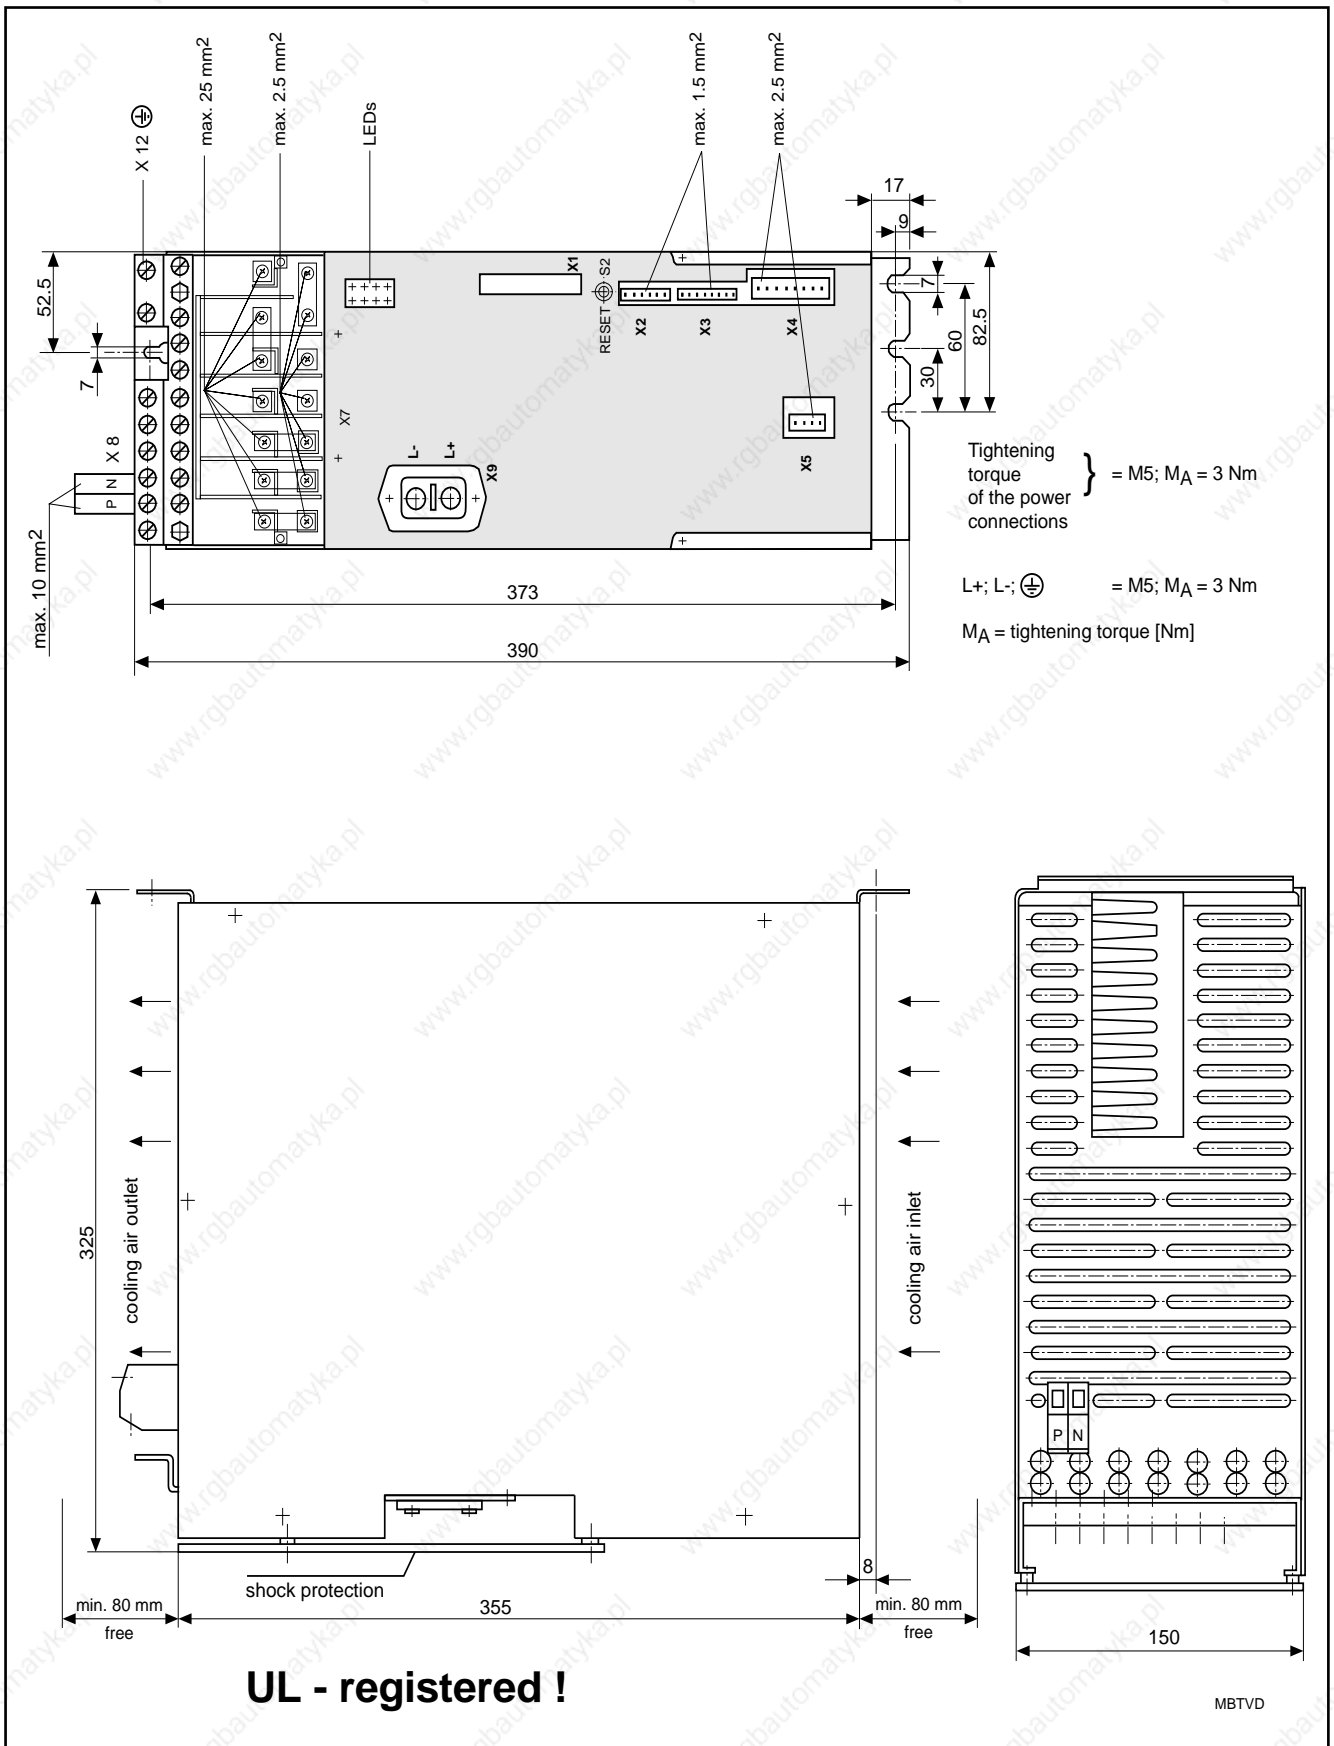 X 12
max. 25 mm2
max. 2.5 mm2
LEDs
max. 1.5 mm2
max. 2.5 mm2
17
9
52.5
7
X1
S2
RESET
X2
X3
X4
7
60
82.5
30
X7
L-
L+
X9
X5
X 8
N
P
max. 10 mm2
Tightening
torque
of the power
connections
} = M5; MA = 3 Nm
L+; L-; = M5; MA = 3 Nm
MA = tightening torque [Nm]
373
390
325
cooling air outlet
cooling air inlet
P N
shock protection
8
min. 80 mm
free
355
min. 80 mm
free
150
UL - registered !
MBTVD
www.rgbautomatyka.pl